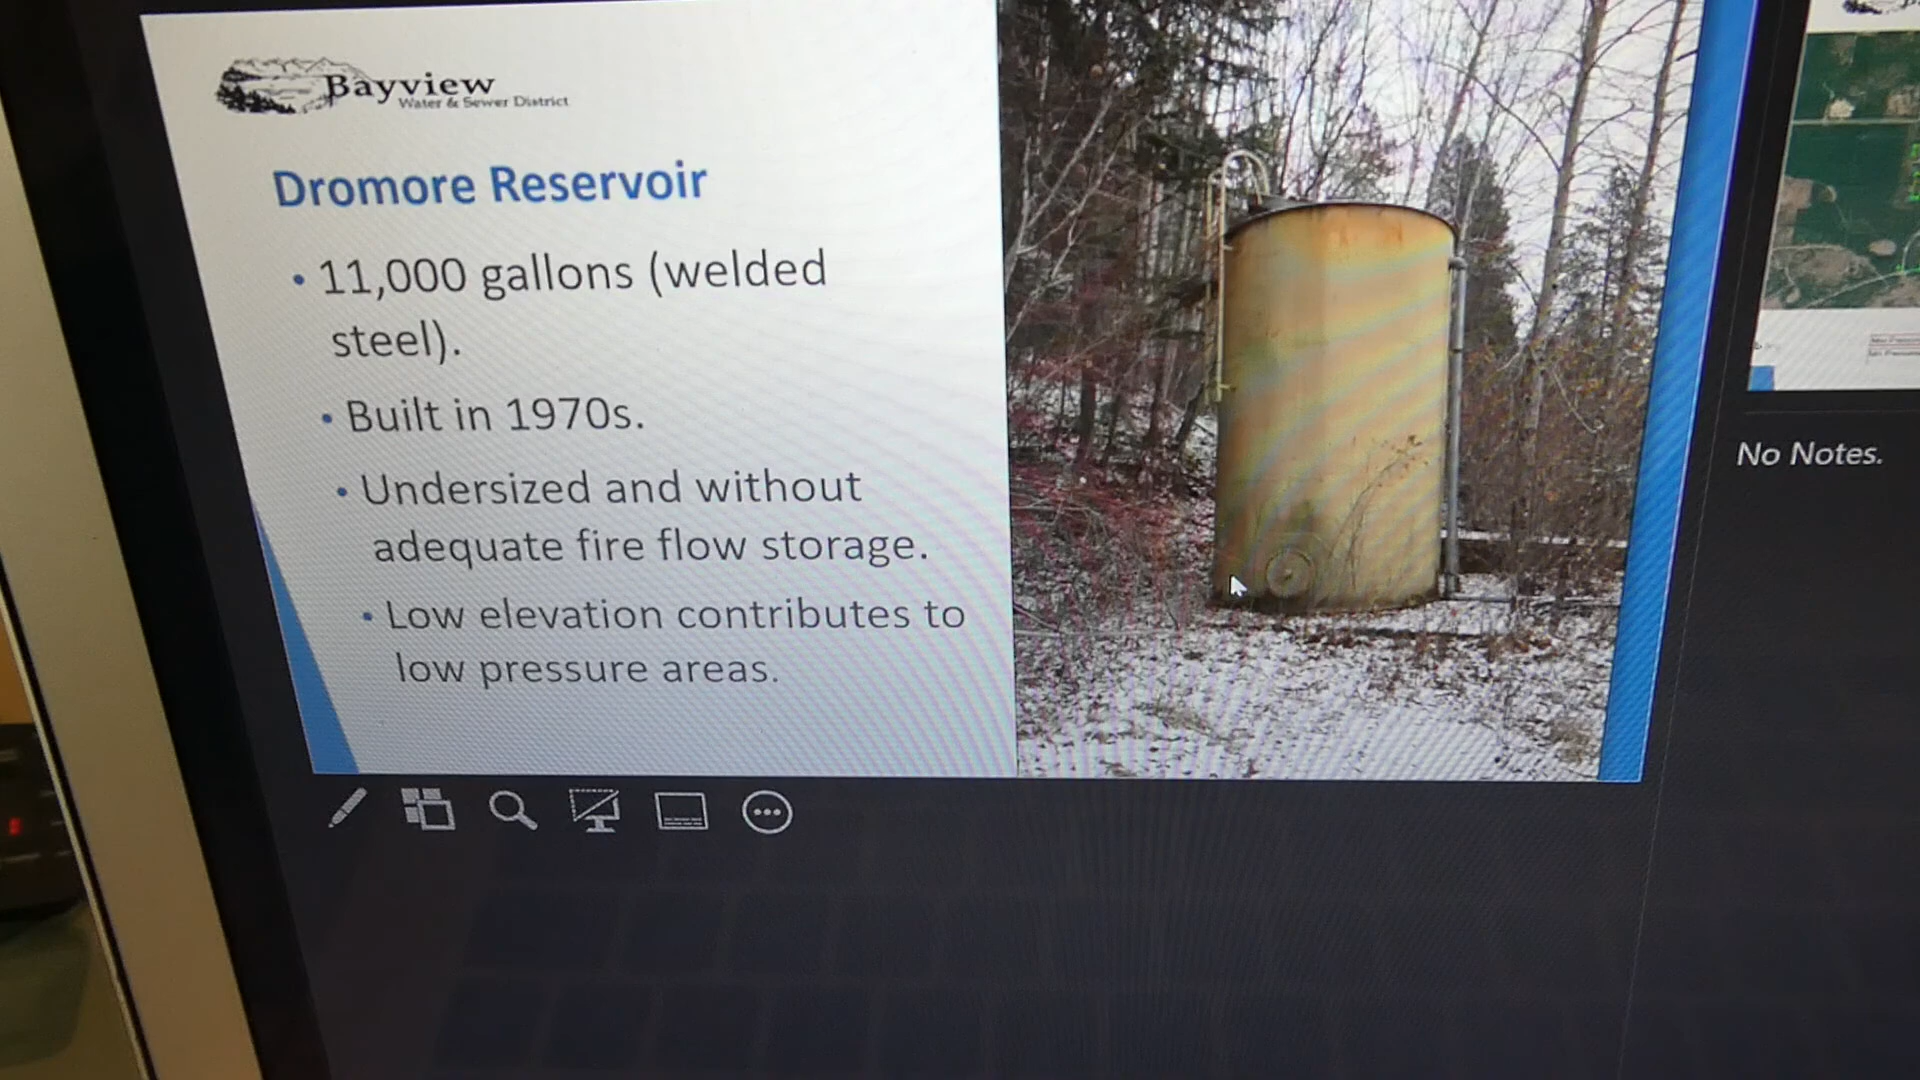 Bayview
Water & Sewer District
Dromore Reservoir
• 11,000 gallons (welded
steel).
• Built in 1970s.
• Undersized and without
adequate fire flow storage.
• Low elevation contributes to
low pressure areas.
No Notes.